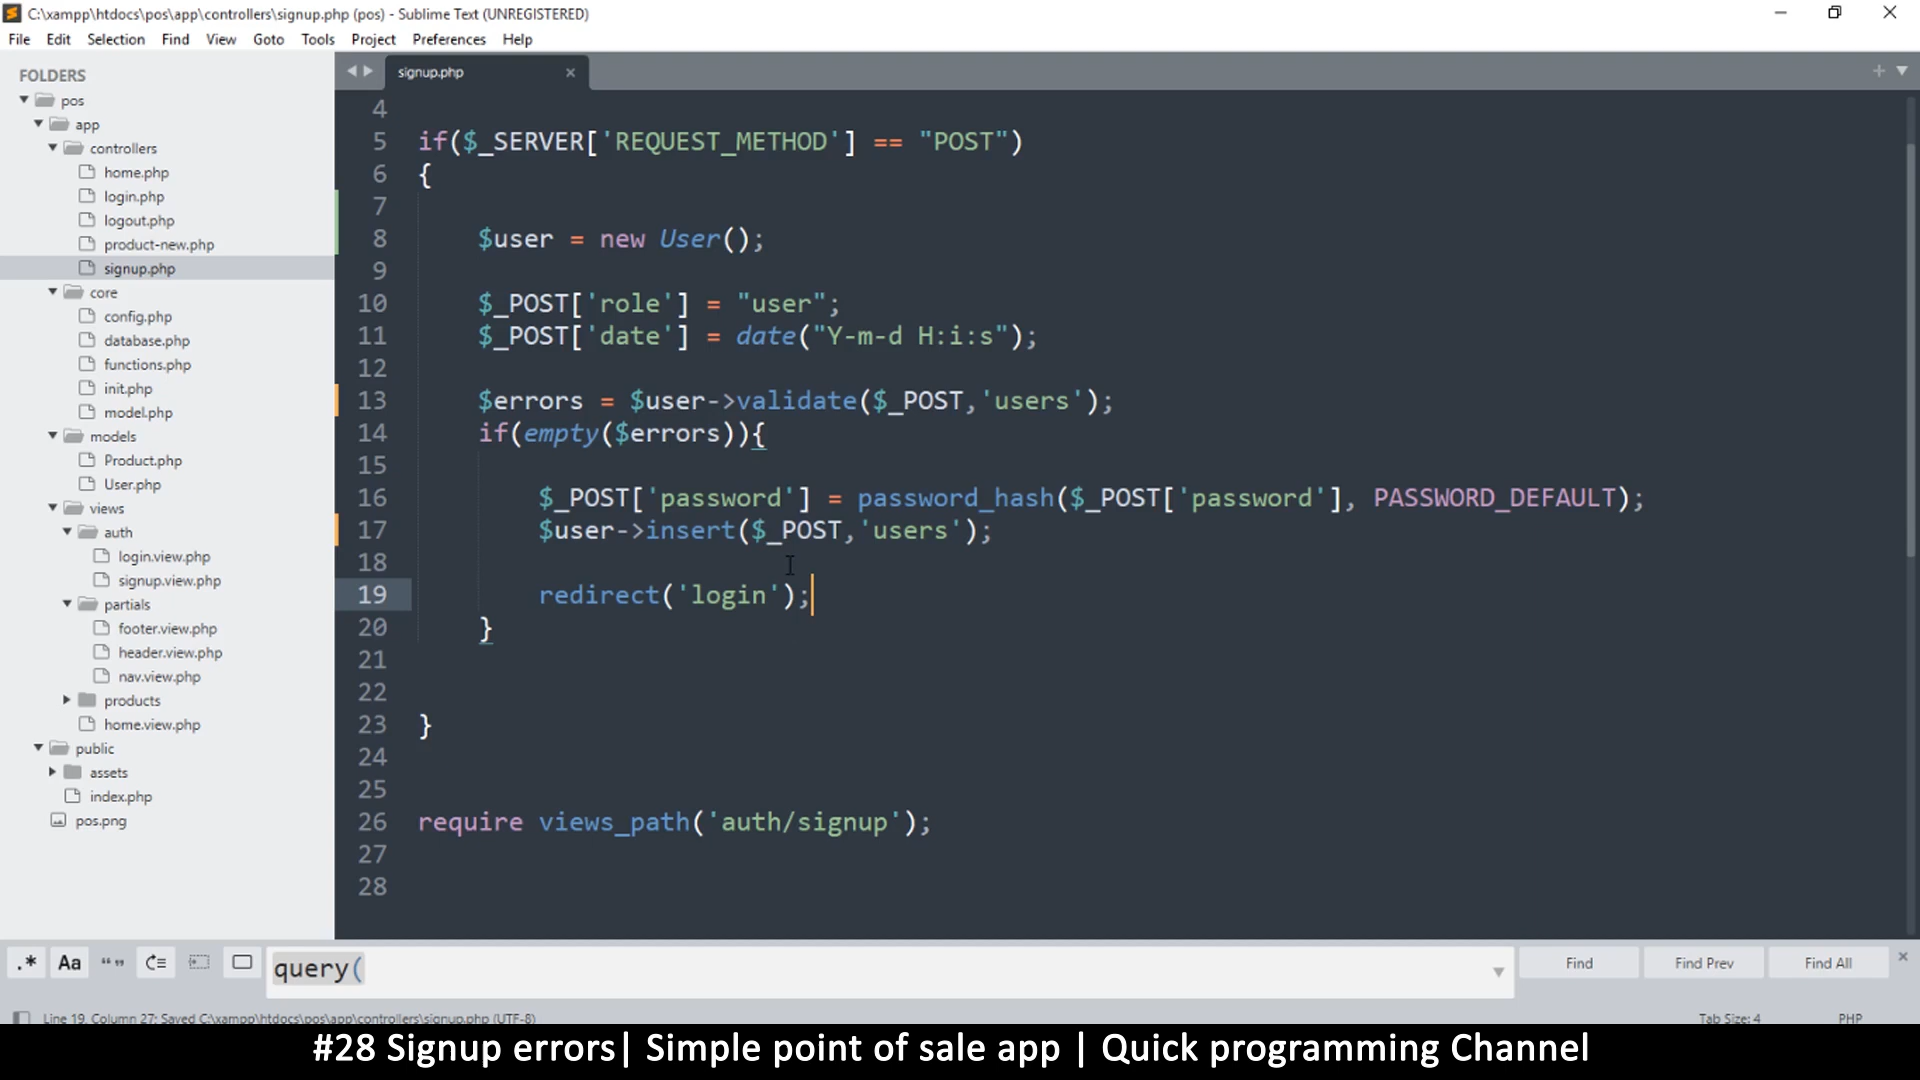 C:\xampp\htdocs\pos\app\controllers\signup.php (pos) - Sublime Text (UNREGISTERED)
File Edit Selection Find View Goto Tools Project Preferences Help
FOLDERS
pos
app
controllers
home.php
login.php
logout.php
product-new.php
signup.php
core
config.php
database.php
functions.php
init.php
model.php
models
Product.php
User.php
views
auth
login.view.php
signup.view.php
partials
footer.view.php
header.view.php
nav.view.php
products
home.view.php
public
assets
index.php
pos.png
signup.php
4
5 if($_SERVER['REQUEST_METHOD'] == "POST")
6 {
7
8 $user = new User();
9
10 $_POST['role'] = "user";
11 $_POST['date'] = date("Y-m-d H:i:s");
12
13 $errors = $user->validate($_POST,'users');
14 if(empty($errors)){
15
16 $_POST['password'] = password_hash($_POST['password'], PASSWORD_DEFAULT);
17 $user->insert($_POST,'users');
18
19 redirect('login');
20 }
21
22
23 }
24
25
26 require views_path('auth/signup');
27
28
.* Aa “” query( Find Find Prev Find All
Line 19, Column 27; Saved C:\xampp\htdocs\pos\app\controllers\signup.php (UTF-8) Tab Size: 4 PHP
#28 Signup errors| Simple point of sale app | Quick programming Channel